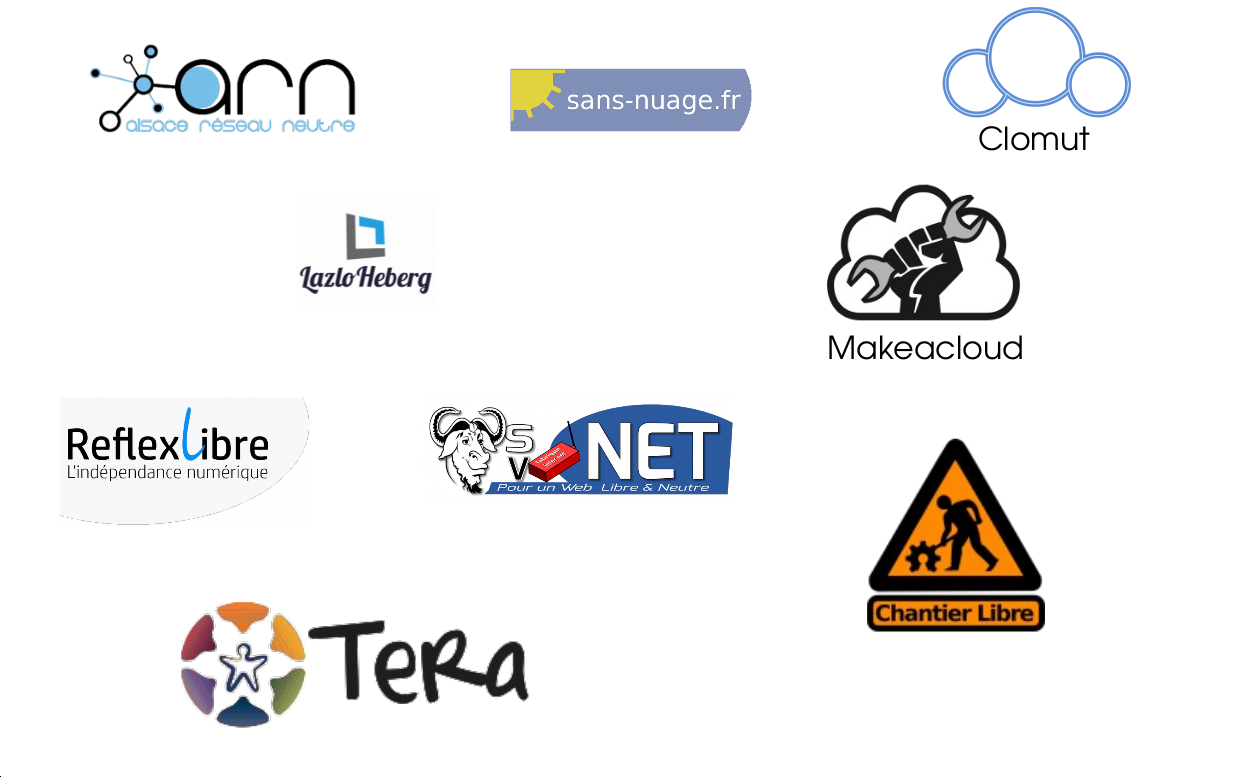 arn
alsace réseau neutre
sans-nuage.fr
Clomut
LazloHeberg
Makeacloud
ReflexLibre
L'indépendance numérique
SV NET
Pour un Web Libre & Neutre
Chantier Libre
TeRa